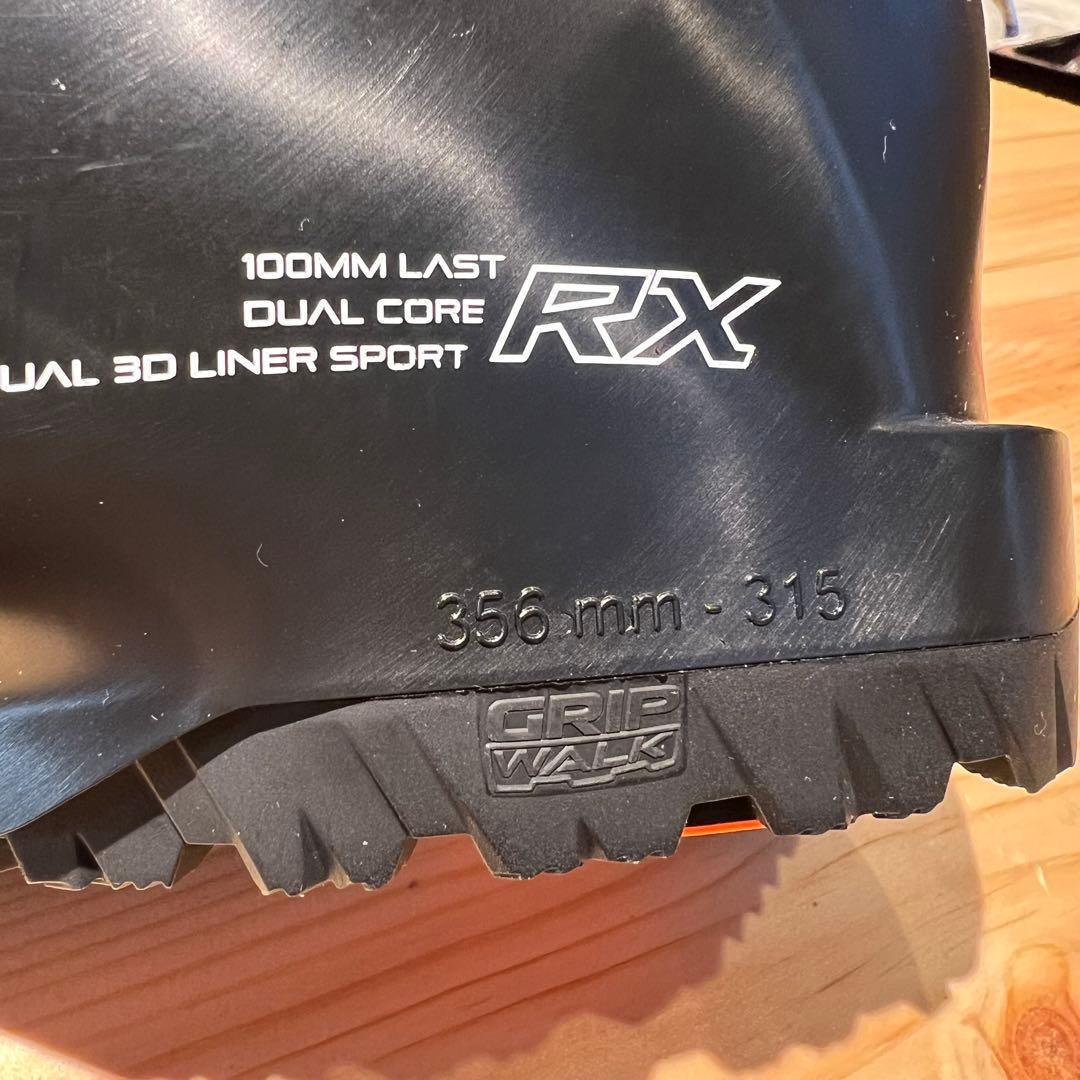 100MM LAST
DUAL CORE
UAL 3D LINER SPORT
RX
356 mm - 315
GRIP
WALK